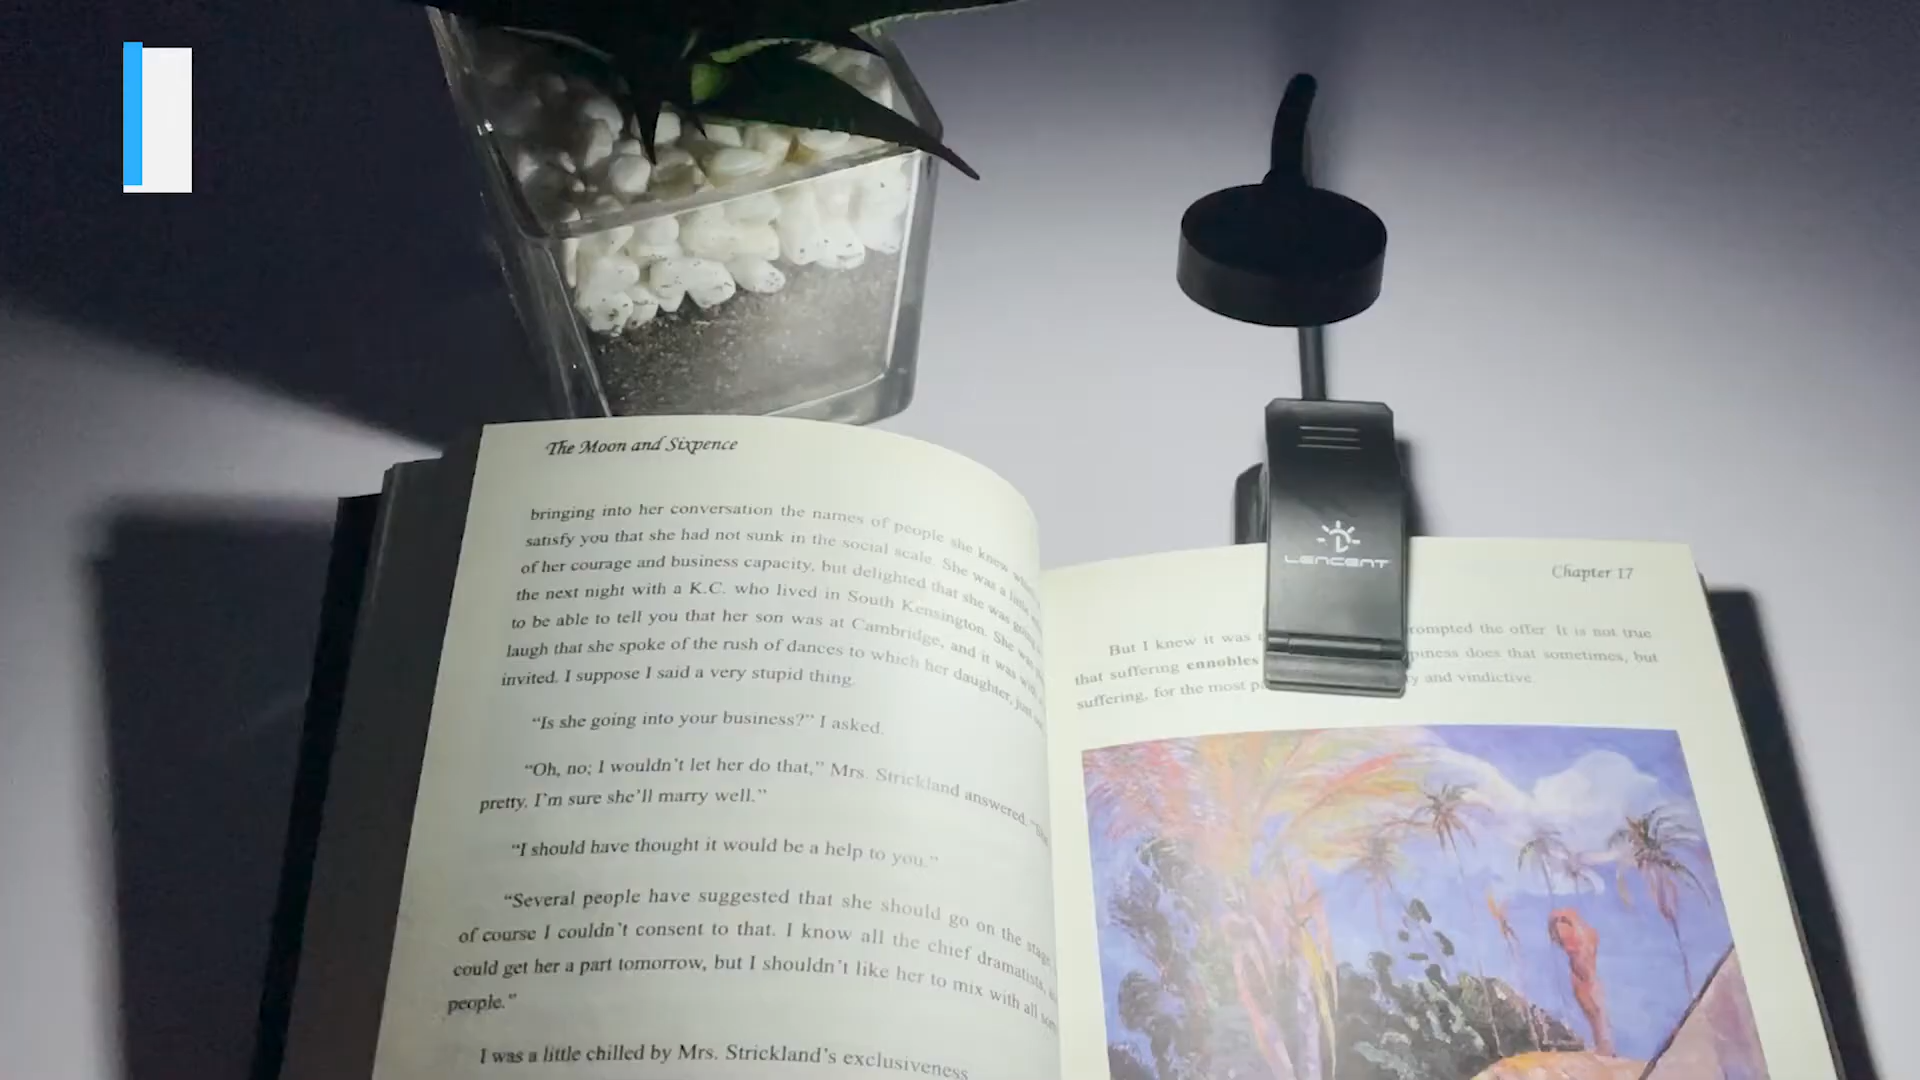 The Moon and Sixpence
bringing into her conversation the names of people she knew
satisfy you that she had not sunk in the social scale. She was a little
of her courage and business capacity, but delighted that she was going
the next night with a K.C. who lived in South Kensington. She was
to be able to tell you that her son was at Cambridge, and it was with a
laugh that she spoke of the rush of dances to which her daughter, just
invited. I suppose I said a very stupid thing.
“Is she going into your business?” I asked.
“Oh, no; I wouldn’t let her do that,” Mrs. Strickland answered. “She
pretty. I’m sure she’ll marry well.”
“I should have thought it would be a help to you.”
“Several people have suggested that she should go on the stage
of course I couldn’t consent to that. I know all the chief dramatists,
could get her a part tomorrow, but I shouldn’t like her to mix with all
people.”
I was a little chilled by Mrs. Strickland’s exclusiveness
LENCENT
Chapter 17
But I knew it was rompted the offer. It is not true
that suffering ennobles piness does that sometimes, but
suffering, for the most and vindictive.